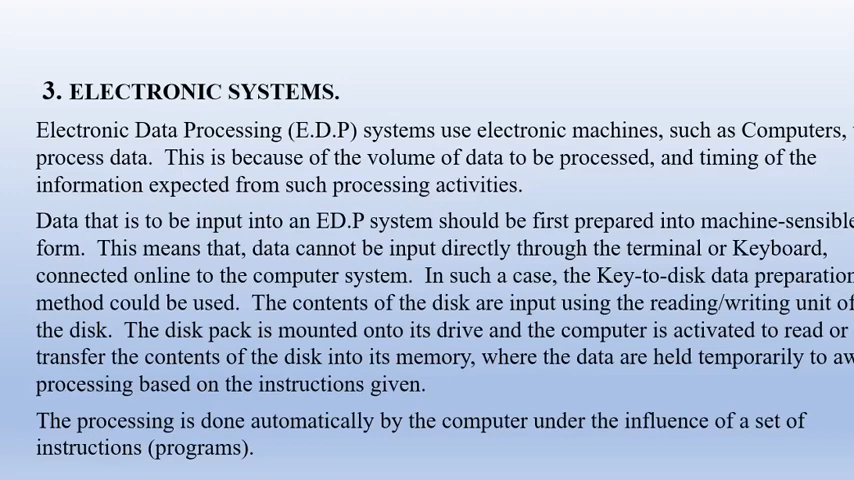 3. ELECTRONIC SYSTEMS.
Electronic Data Processing (E.D.P) systems use electronic machines, such as Computers,
process data. This is because of the volume of data to be processed, and timing of the
information expected from such processing activities.
Data that is to be input into an ED.P system should be first prepared into machine-sensible
form. This means that, data cannot be input directly through the terminal or Keyboard,
connected online to the computer system. In such a case, the Key-to-disk data preparation
method could be used. The contents of the disk are input using the reading/writing unit of
the disk. The disk pack is mounted onto its drive and the computer is activated to read or
transfer the contents of the disk into its memory, where the data are held temporarily to
processing based on the instructions given.
The processing is done automatically by the computer under the influence of a set of
instructions (programs).